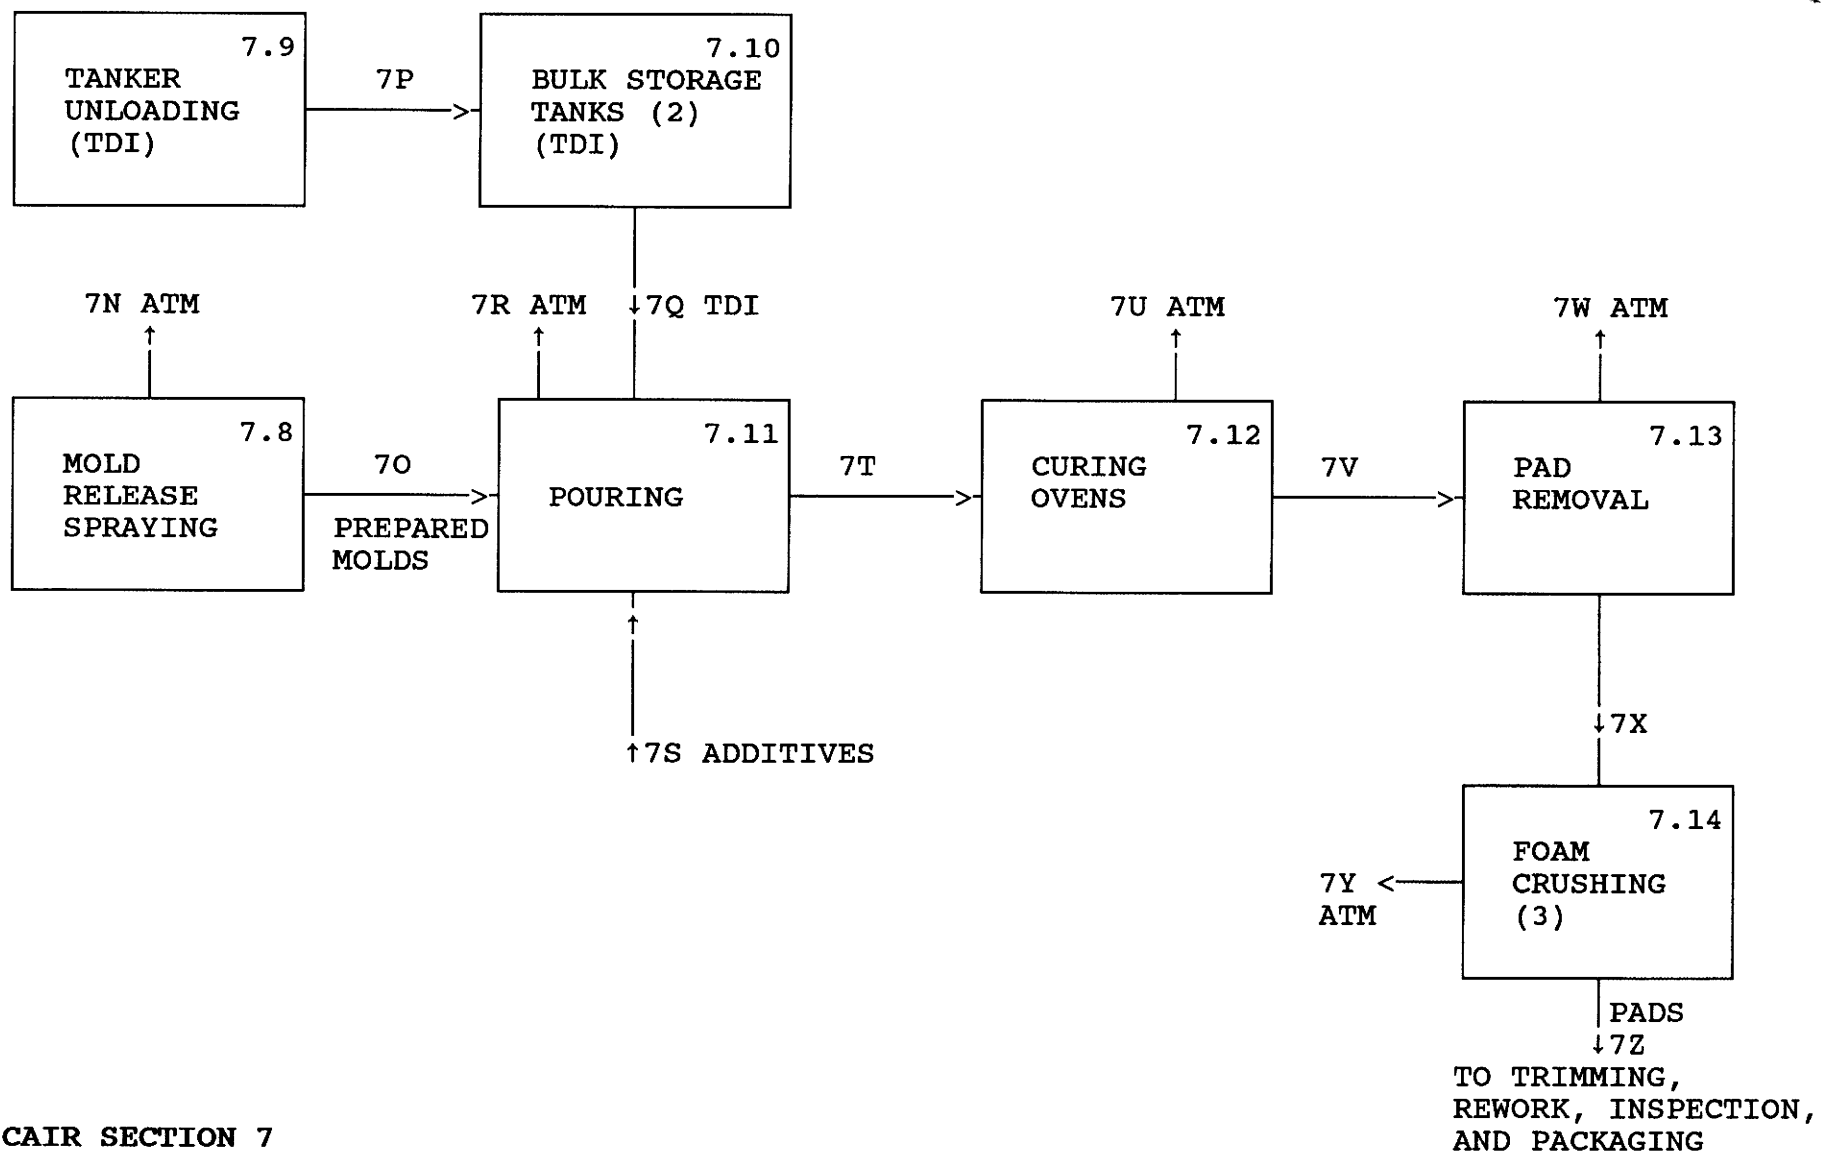 7.9
TANKER
UNLOADING
(TDI)
7P
7.10
BULK STORAGE
TANKS (2)
(TDI)
7N ATM
7R ATM
7Q TDI
7U ATM
7W ATM
7.8
MOLD
RELEASE
SPRAYING
7O
PREPARED
MOLDS
7.11
POURING
7T
7.12
CURING
OVENS
7V
7.13
PAD
REMOVAL
7S ADDITIVES
7X
7.14
FOAM
CRUSHING
(3)
7Y
ATM
PADS
7Z
TO TRIMMING,
REWORK, INSPECTION,
AND PACKAGING
CAIR SECTION 7